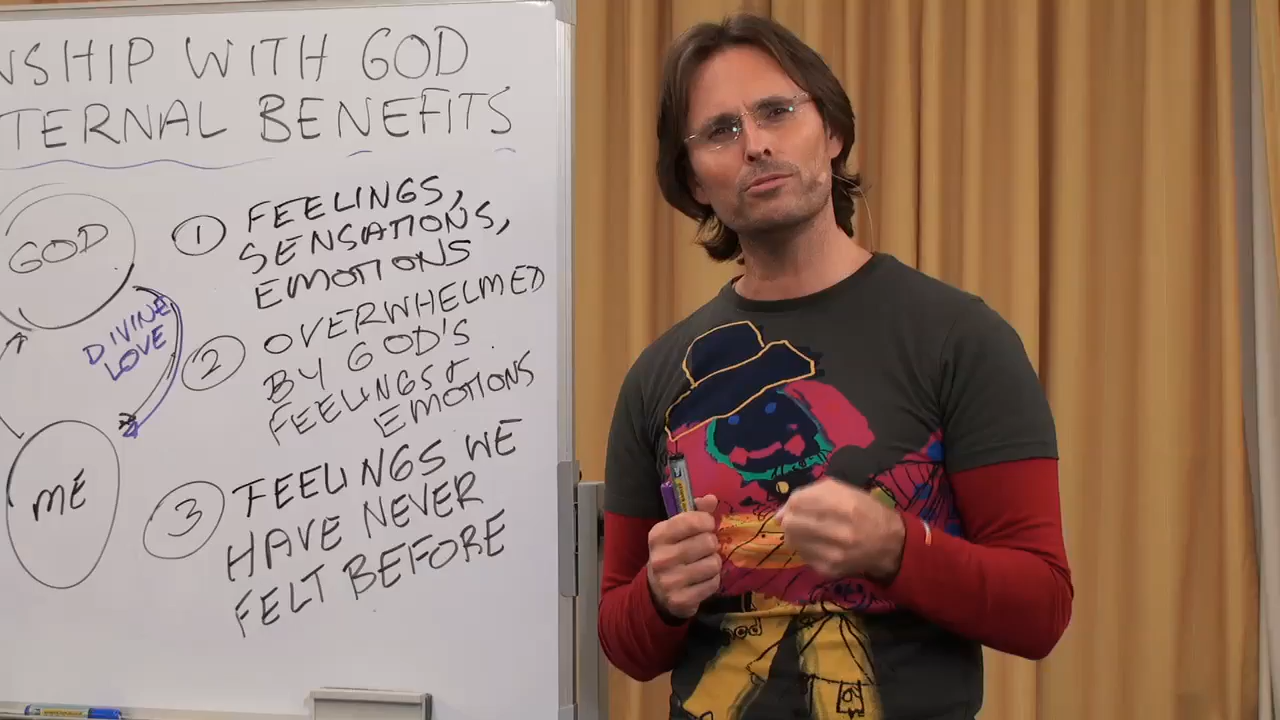 NSHIP WITH GOD
TERNAL BENEFITS
GOD
DIVINE
LOVE
ME
1 FEELINGS,
SENSATIONS,
EMOTIONS
2 OVERWHELMED
BY GOD'S
FEELINGS +
EMOTIONS
3 FEELINGS WE
HAVE NEVER
FELT BEFORE